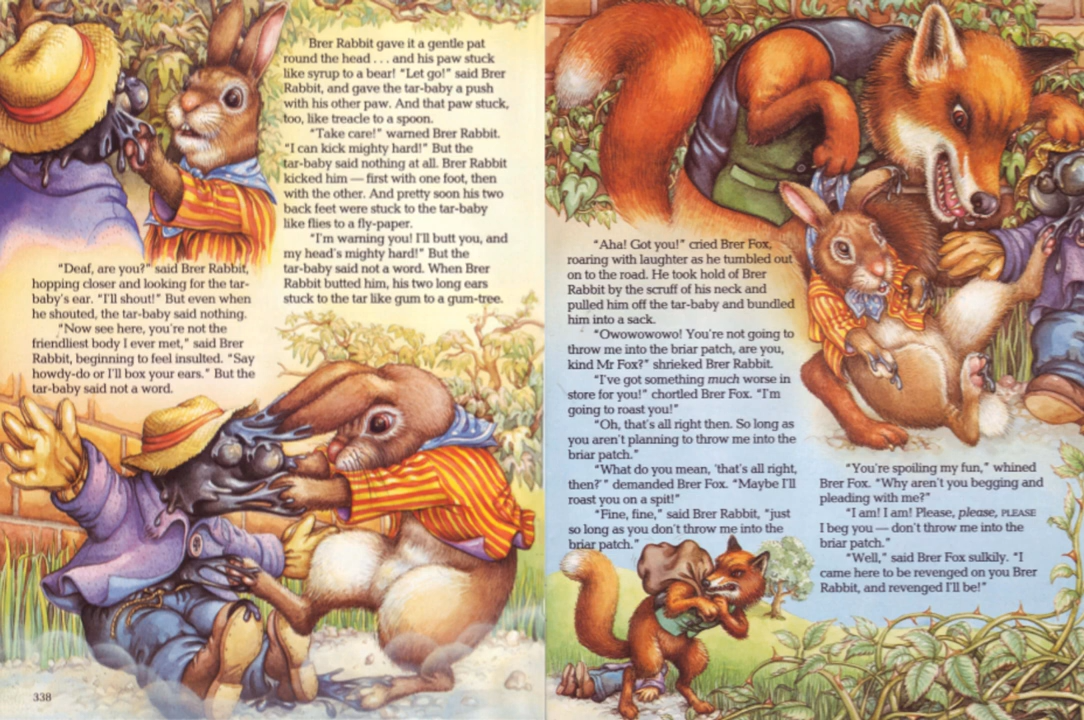 Brer Rabbit gave it a gentle pat
round the head . . . and his paw stuck
like syrup to a bear! "Let go!" said Brer
Rabbit, and gave the tar-baby a push
with his other paw. And that paw stuck,
too, like treacle to a spoon.
"Take care!" warned Brer Rabbit.
"I can kick mighty hard!" But the
tar-baby said nothing at all. Brer Rabbit
kicked him — first with one foot, then
with the other. And pretty soon his two
back feet were stuck to the tar-baby
like flies to a fly-paper.
"I'm warning you! I'll butt you, and
my head's mighty hard!" But the
tar-baby said not a word. When Brer
Rabbit butted him, his two long ears
stuck to the tar like gum to a gum-tree.
"Deaf, are you?" said Brer Rabbit,
hopping closer and looking for the tar-
baby's ear. "I'll shout!" But even when
he shouted, the tar-baby said nothing.
"Now see here, you're not the
friendliest body I ever met," said Brer
Rabbit, beginning to feel insulted. "Say
howdy-do or I'll box your ears." But the
tar-baby said not a word.
338
"Aha! Got you!" cried Brer Fox,
roaring with laughter as he tumbled out
on to the road. He took hold of Brer
Rabbit by the scruff of his neck and
pulled him off the tar-baby and bundled
him into a sack.
"Owowowowo! You're not going to
throw me into the briar patch, are you,
kind Mr Fox?" shrieked Brer Rabbit.
"I've got something much worse in
store for you!" chortled Brer Fox. "I'm
going to roast you!"
"Oh, that's all right then. So long as
you aren't planning to throw me into the
briar patch."
"What do you mean, 'that's all right,
then?'" demanded Brer Fox. "Maybe I'll
roast you on a spit!"
"Fine, fine," said Brer Rabbit, "just
so long as you don't throw me into the
briar patch."
"You're spoiling my fun," whined
Brer Fox. "Why aren't you begging and
pleading with me?"
"I am! I am! Please, please, PLEASE
I beg you — don't throw me into the
briar patch."
"Well," said Brer Fox sulkily. "I
came here to be revenged on you Brer
Rabbit, and revenged I'll be!"